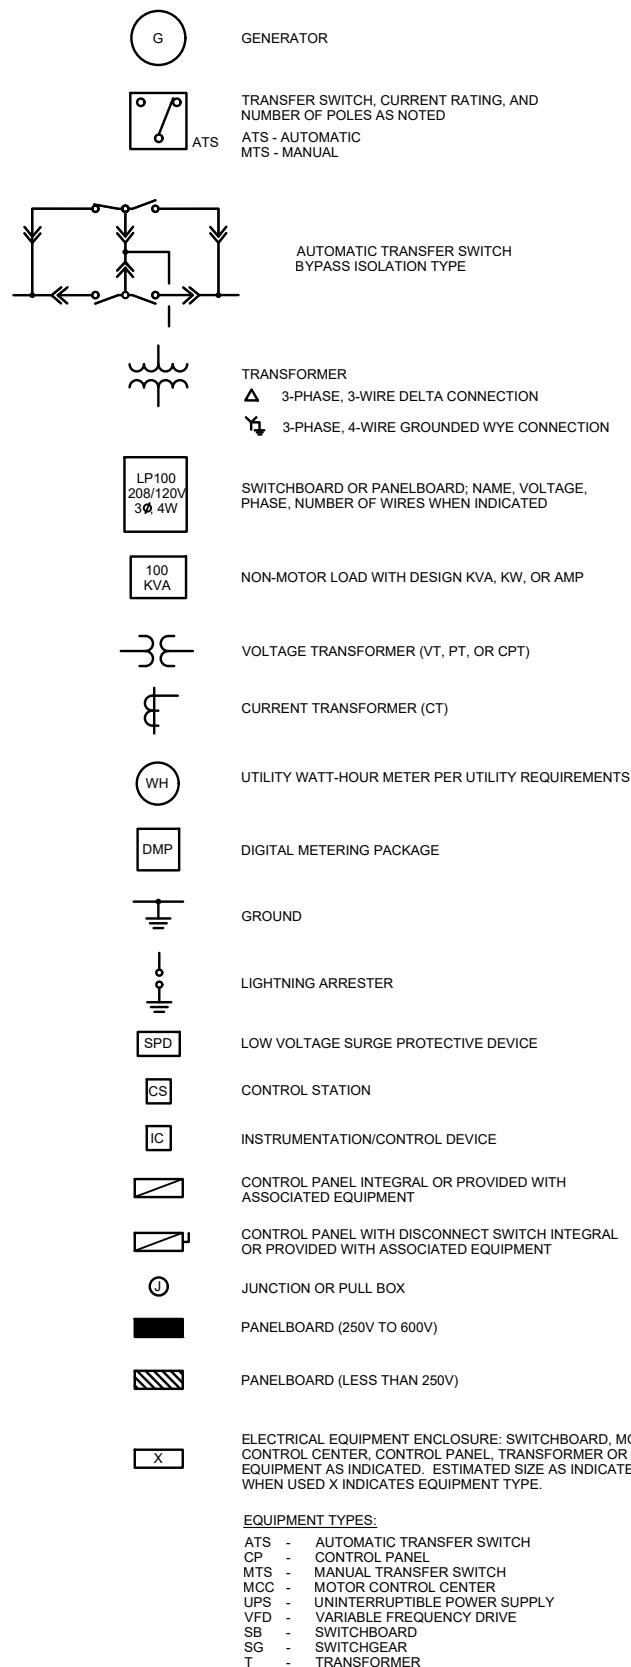 G
GENERATOR
TRANSFER SWITCH, CURRENT RATING, AND
NUMBER OF POLES AS NOTED
ATS
ATS - AUTOMATIC
MTS - MANUAL
AUTOMATIC TRANSFER SWITCH
BYPASS ISOLATION TYPE
TRANSFORMER
3-PHASE, 3-WIRE DELTA CONNECTION
3-PHASE, 4-WIRE GROUNDED WYE CONNECTION
LP100
208/120V
3Ø, 4W
SWITCHBOARD OR PANELBOARD; NAME, VOLTAGE,
PHASE, NUMBER OF WIRES WHEN INDICATED
100
KVA
NON-MOTOR LOAD WITH DESIGN KVA, KW, OR AMP
VOLTAGE TRANSFORMER (VT, PT, OR CPT)
CURRENT TRANSFORMER (CT)
WH
UTILITY WATT-HOUR METER PER UTILITY REQUIREMENTS
DMP
DIGITAL METERING PACKAGE
GROUND
LIGHTNING ARRESTER
SPD
LOW VOLTAGE SURGE PROTECTIVE DEVICE
CS
CONTROL STATION
IC
INSTRUMENTATION/CONTROL DEVICE
CONTROL PANEL INTEGRAL OR PROVIDED WITH
ASSOCIATED EQUIPMENT
CONTROL PANEL WITH DISCONNECT SWITCH INTEGRAL
OR PROVIDED WITH ASSOCIATED EQUIPMENT
J
JUNCTION OR PULL BOX
PANELBOARD (250V TO 600V)
PANELBOARD (LESS THAN 250V)
X
ELECTRICAL EQUIPMENT ENCLOSURE: SWITCHBOARD,
CONTROL CENTER, CONTROL PANEL, TRANSFORMER OR
EQUIPMENT AS INDICATED. ESTIMATED SIZE AS
WHEN USED X INDICATES EQUIPMENT TYPE.
EQUIPMENT TYPES:
ATS - AUTOMATIC TRANSFER SWITCH
CP - CONTROL PANEL
MTS - MANUAL TRANSFER SWITCH
MCC - MOTOR CONTROL CENTER
UPS - UNINTERRUPTIBLE POWER SUPPLY
VFD - VARIABLE FREQUENCY DRIVE
SB - SWITCHBOARD
SG - SWITCHGEAR
T - TRANSFORMER